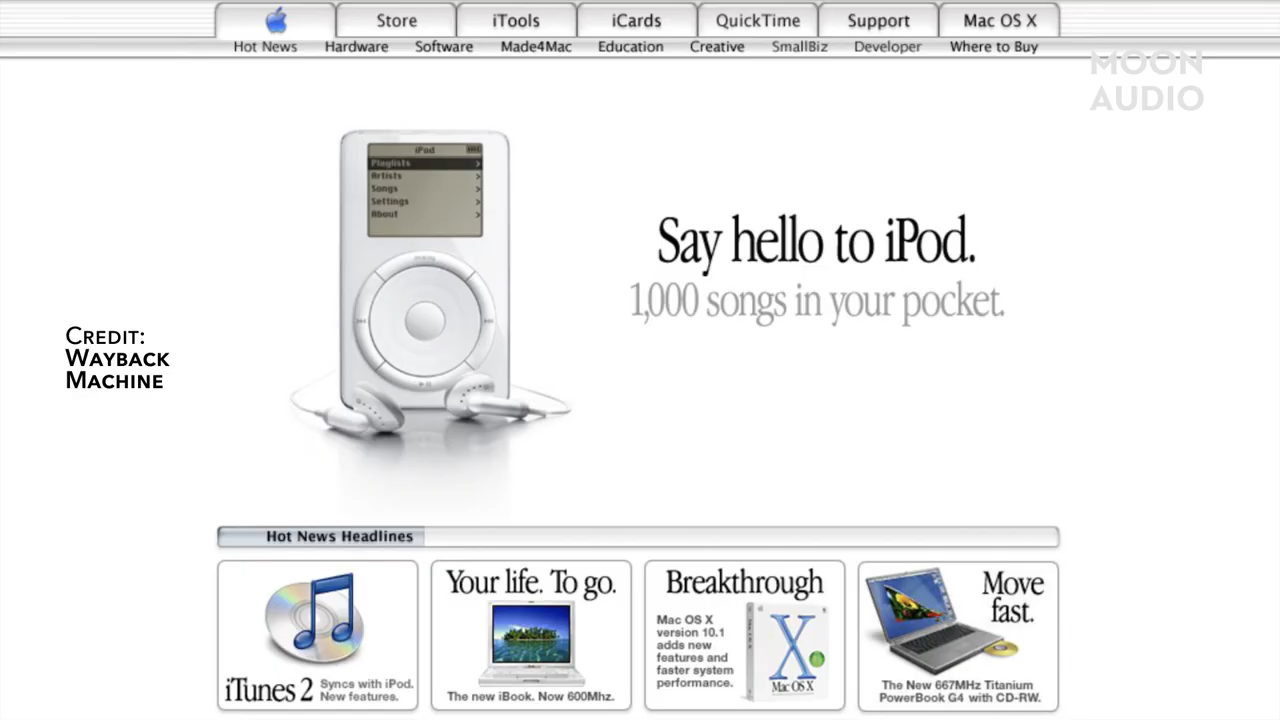 Store
iTools
iCards
QuickTime
Support
Mac OS X
Hot News
Hardware
Software
Made4Mac
Education
Creative
SmallBiz
Developer
Where to Buy
MOON
AUDIO
iPod
Playlists >
Artists >
Songs >
Settings >
About >
MENU
Say hello to iPod.
1,000 songs in your pocket.
CREDIT:
WAYBACK
MACHINE
Hot News Headlines
iTunes 2
Syncs with iPod.
New features.
Your life. To go.
The new iBook. Now 600Mhz.
Breakthrough
Mac OS X
version 10.1
adds new
features and
faster system
performance.
X
Mac OS X
Move
fast.
The New 667MHz Titanium
PowerBook G4 with CD-RW.